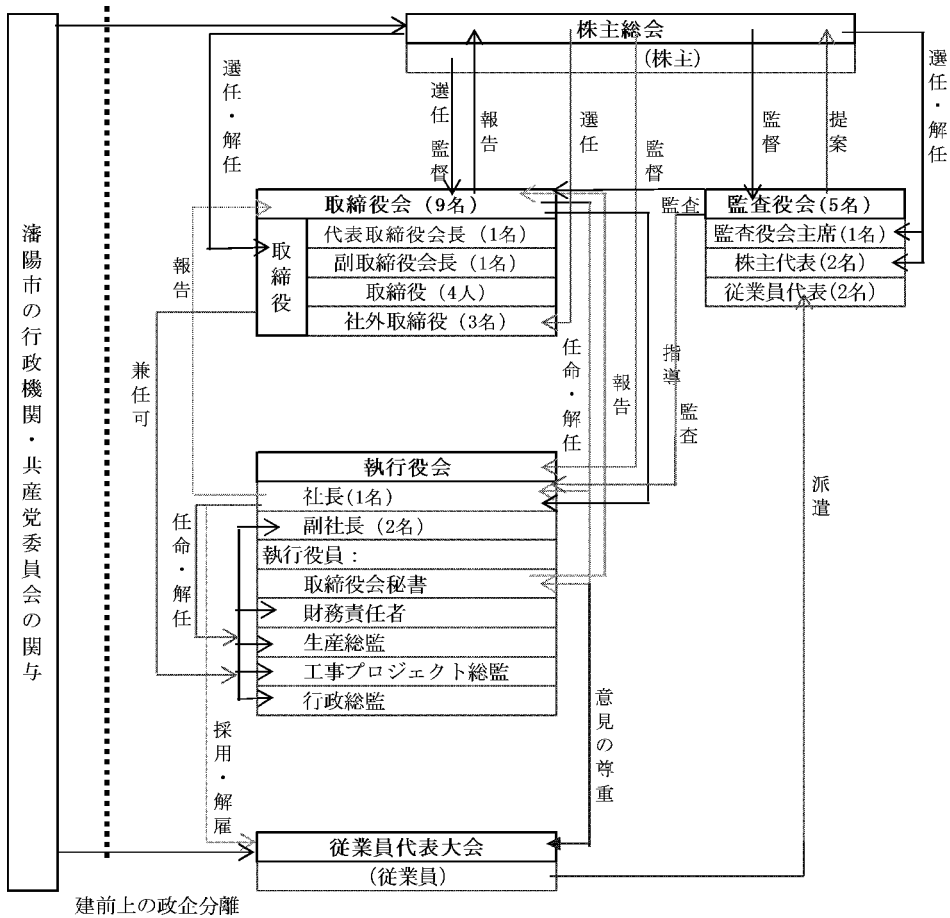 瀋陽市の行政機関・共産党委員会の関与
株主総会
(株主)
選任・解任
選任
監督
報告
選任
監督
監督
提案
選任・解任
取締役会 (9名)
取締役
代表取締役会長 (1名)
副取締役会長 (1名)
取締役 (4人)
社外取締役 (3名)
監査
監査役会(5名)
監査役会主席(1名)
株主代表(2名)
従業員代表(2名)
報告
兼任可
任命・解任
報告
指導
監査
派遣
執行役会
社長(1名)
副社長 (2名)
執行役員：
取締役会秘書
財務責任者
生産総監
工事プロジェクト総監
行政総監
任命・解任
採用・解雇
意見の尊重
従業員代表大会
(従業員)
建前上の政企分離